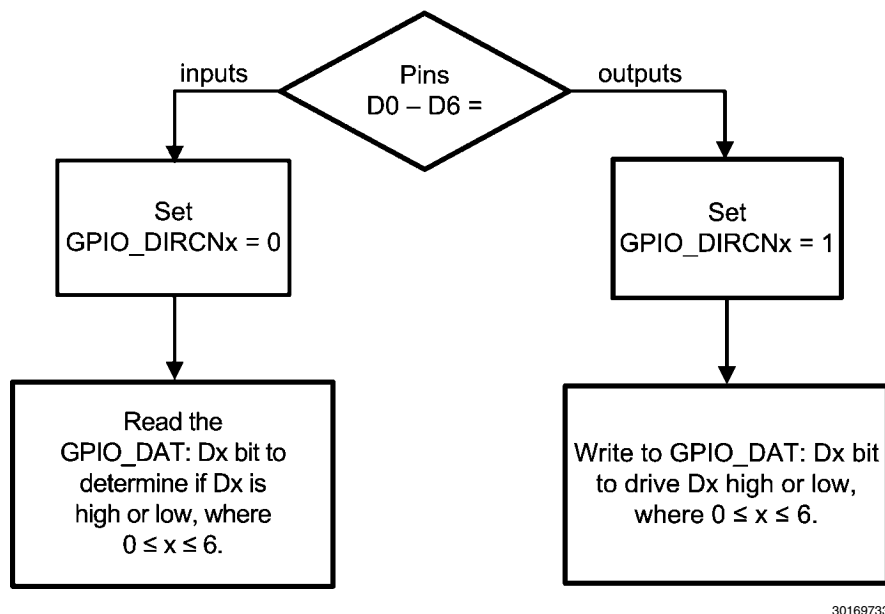 inputs
Pins
D0 – D6 =
outputs
Set
GPIO_DIRCNx = 0
Set
GPIO_DIRCNx = 1
Read the
GPIO_DAT: Dx bit to
determine if Dx is
high or low, where
0 ≤ x ≤ 6.
Write to GPIO_DAT: Dx bit
to drive Dx high or low,
where 0 ≤ x ≤ 6.
30169733